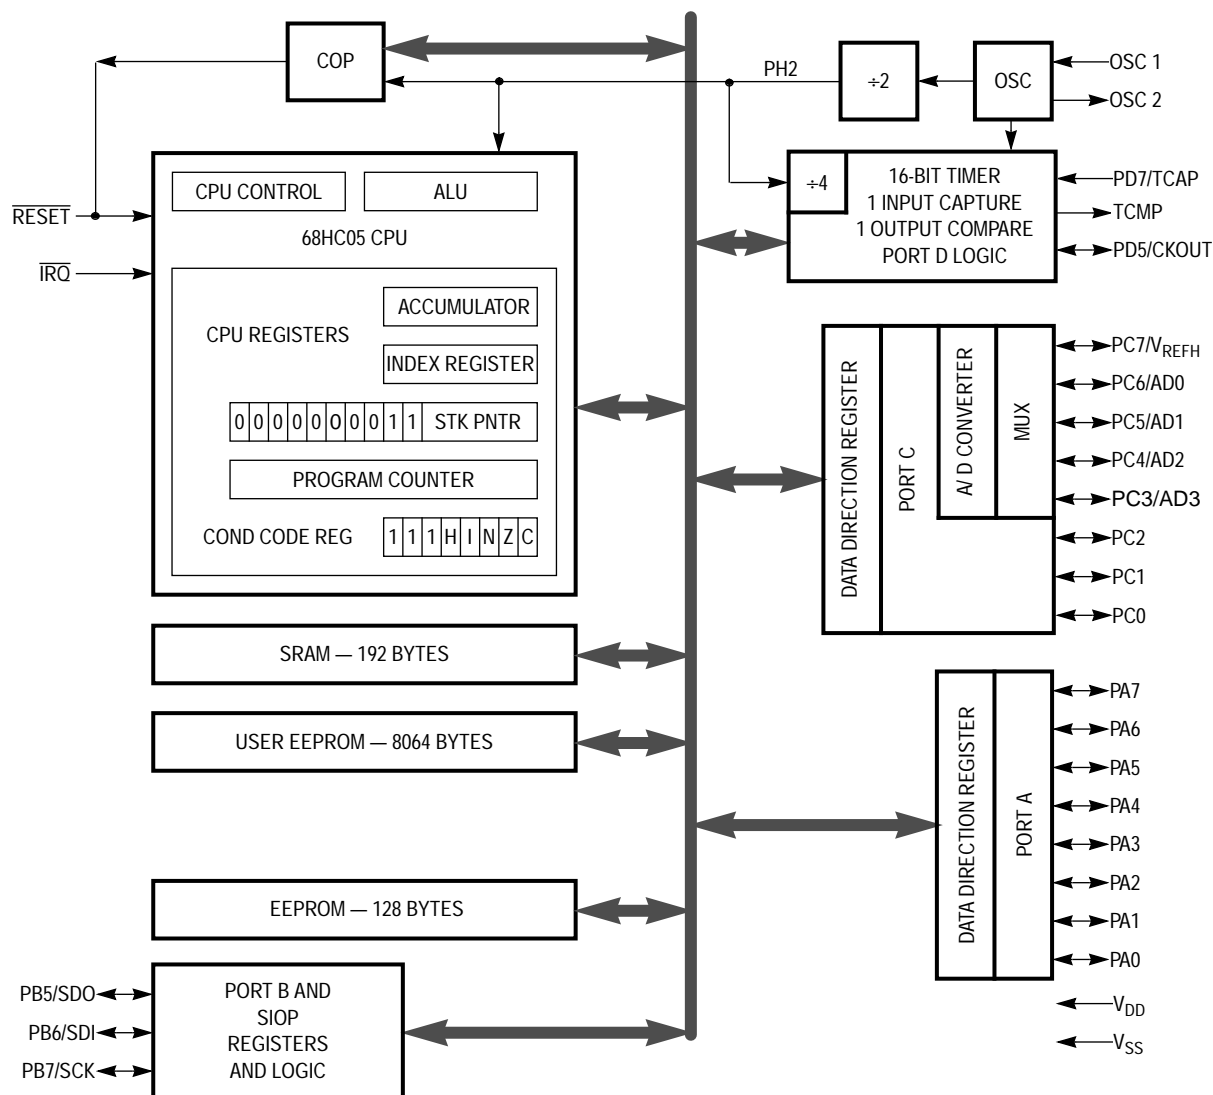 COP
PH2
÷2
OSC
OSC 1
OSC 2
CPU CONTROL
ALU
68HC05 CPU
RESET
IRQ
÷4
16-BIT TIMER
1 INPUT CAPTURE
1 OUTPUT COMPARE
PORT D LOGIC
PD7/TCAP
TCMP
PD5/CKOUT
CPU REGISTERS
ACCUMULATOR
INDEX REGISTER
0 0 0 0 0 0 0 0 1 1 STK PNTR
PROGRAM COUNTER
COND CODE REG
1 1 1 H I N Z C
DATA DIRECTION REGISTER
PORT C
A/D CONVERTER
MUX
PC7/VREFH
PC6/AD0
PC5/AD1
PC4/AD2
PC3/AD3
PC2
PC1
PC0
SRAM — 192 BYTES
USER EEPROM — 8064 BYTES
EEPROM — 128 BYTES
DATA DIRECTION REGISTER
PORT A
PA7
PA6
PA5
PA4
PA3
PA2
PA1
PA0
VDD
VSS
PB5/SDO
PB6/SDI
PB7/SCK
PORT B AND
SIOP
REGISTERS
AND LOGIC